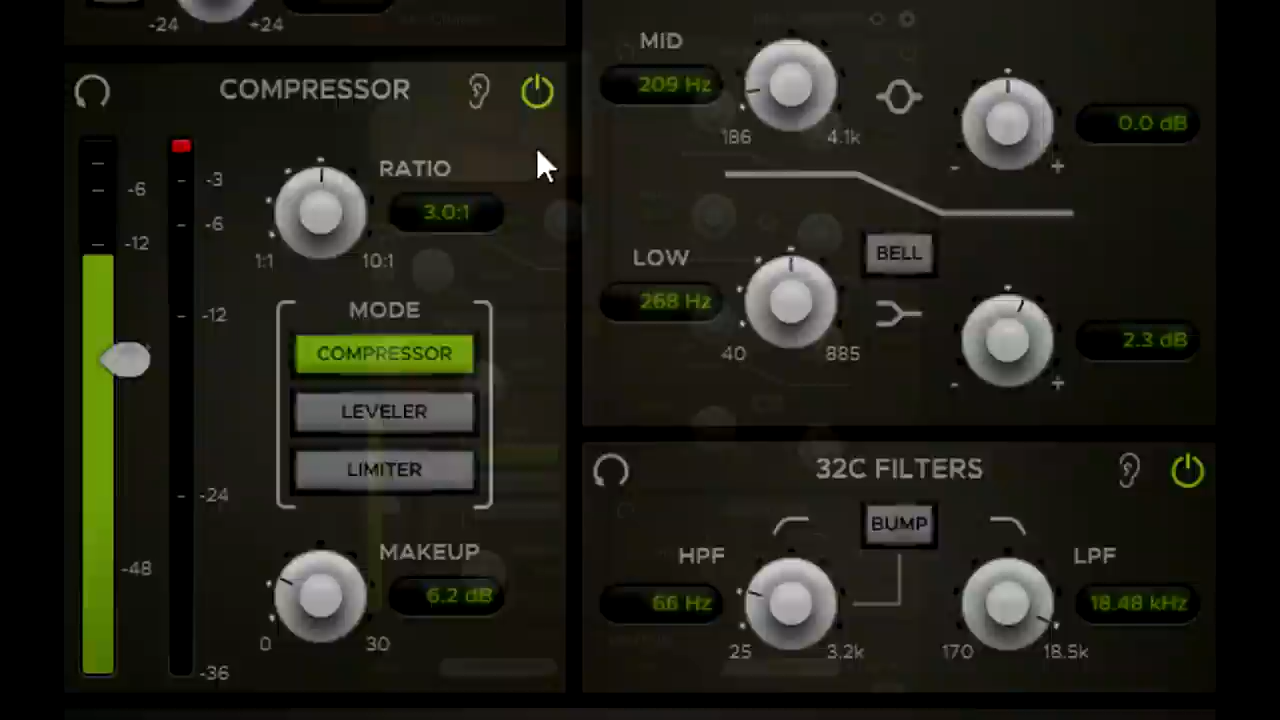 -24 +24
COMPRESSOR
-6
-12
-48
-3
-6
-12
-24
-36
RATIO
3.0:1
1:1 10:1
MODE
COMPRESSOR
LEVELER
LIMITER
MAKEUP
6.2 dB
0 30
MID
209 Hz
186 4.1k
0.0 dB
- +
LOW
268 Hz
40 885
BELL
2.3 dB
- +
32C FILTERS
BUMP
HPF
66 Hz
25 3.2k
LPF
18.48 kHz
170 18.5k